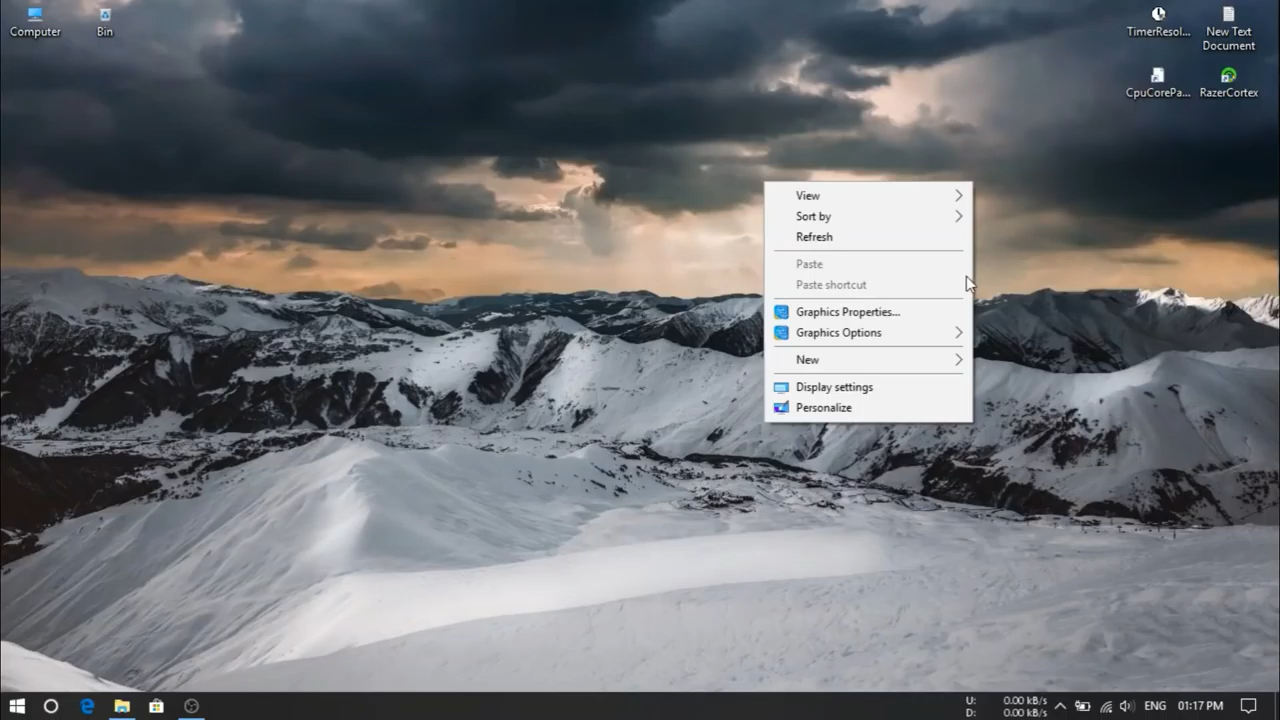 Computer
Bin
TimerResol...
New Text
Document
CpuCorePa...
RazerCortex
View
Sort by
Refresh
Paste
Paste shortcut
Graphics Properties...
Graphics Options
New
Display settings
Personalize
U: 0.00 kB/s
D: 0.00 kB/s
ENG
01:17 PM